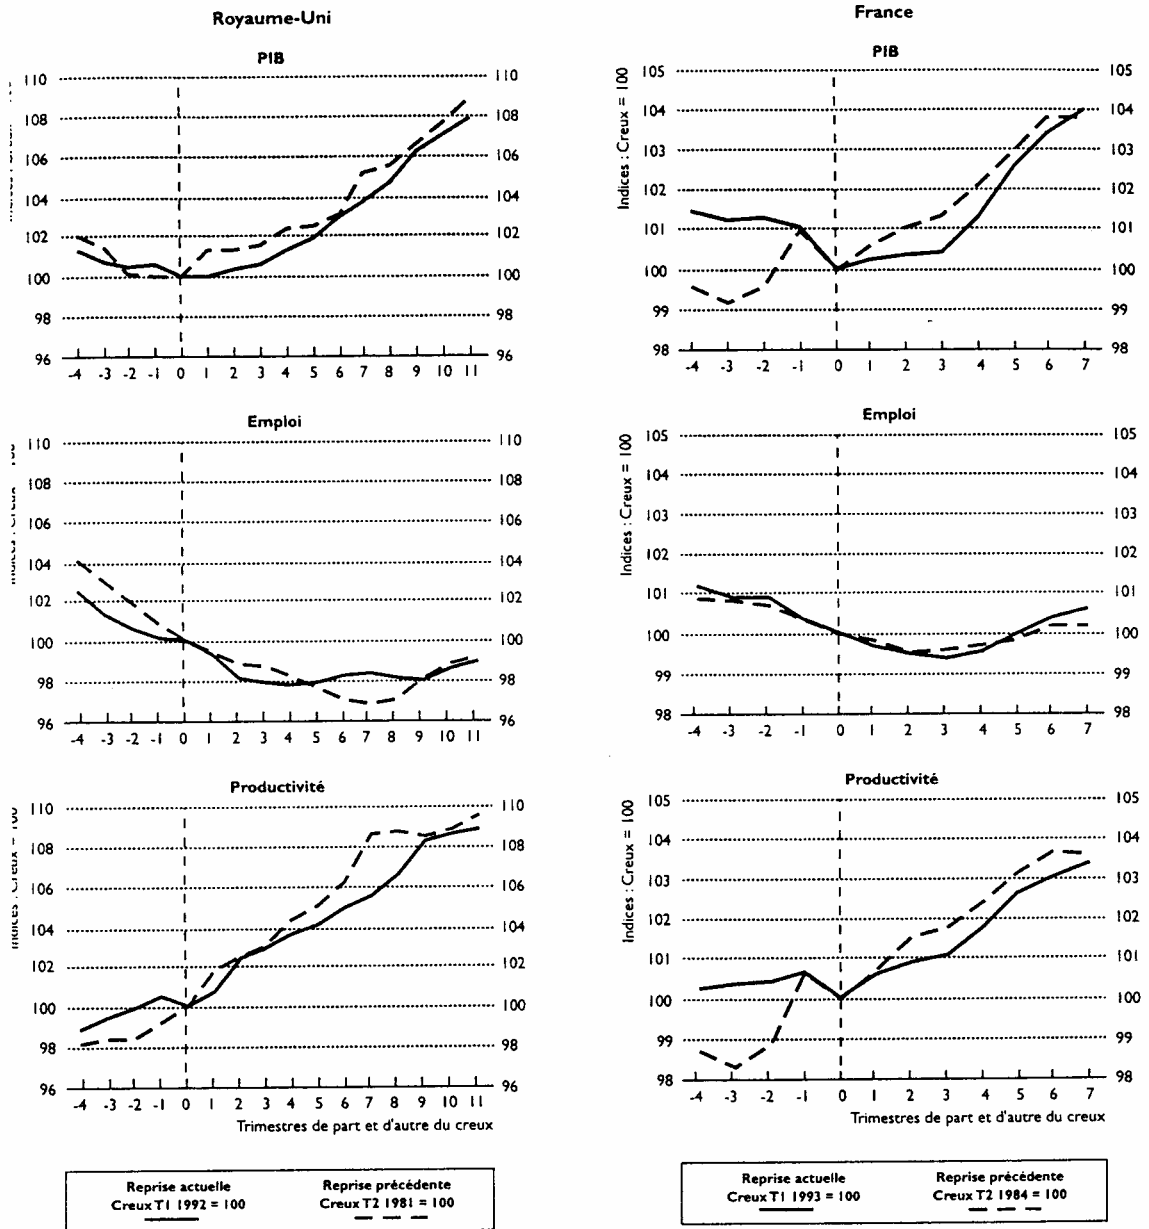 Royaume-Uni
PIB
110 110
108 108
106 106
104 104
102 102
100 100
98 98
96 96
-4 -3 -2 -1 0 1 2 3 4 5 6 7 8 9 10 11
Emploi
110 110
108 108
106 106
104 104
102 102
100 100
98 98
96 96
-4 -3 -2 -1 0 1 2 3 4 5 6 7 8 9 10 11
Productivité
110 110
108 108
106 106
104 104
102 102
100 100
98 98
96 96
-4 -3 -2 -1 0 1 2 3 4 5 6 7 8 9 10 11
Trimestres de part et d'autre du creux
Reprise actuelle
Creux T1 1992 = 100
Reprise précédente
Creux T2 1981 = 100
France
PIB
Indices : Creux = 100
105 105
104 104
103 103
102 102
101 101
100 100
99 99
98 98
-4 -3 -2 -1 0 1 2 3 4 5 6 7
Emploi
Indices : Creux = 100
105 105
104 104
103 103
102 102
101 101
100 100
99 99
98 98
-4 -3 -2 -1 0 1 2 3 4 5 6 7
Productivité
Indices : Creux = 100
105 105
104 104
103 103
102 102
101 101
100 100
99 99
98 98
-4 -3 -2 -1 0 1 2 3 4 5 6 7
Trimestres de part et d'autre du creux
Reprise actuelle
Creux T1 1993 = 100
Reprise précédente
Creux T2 1984 = 100